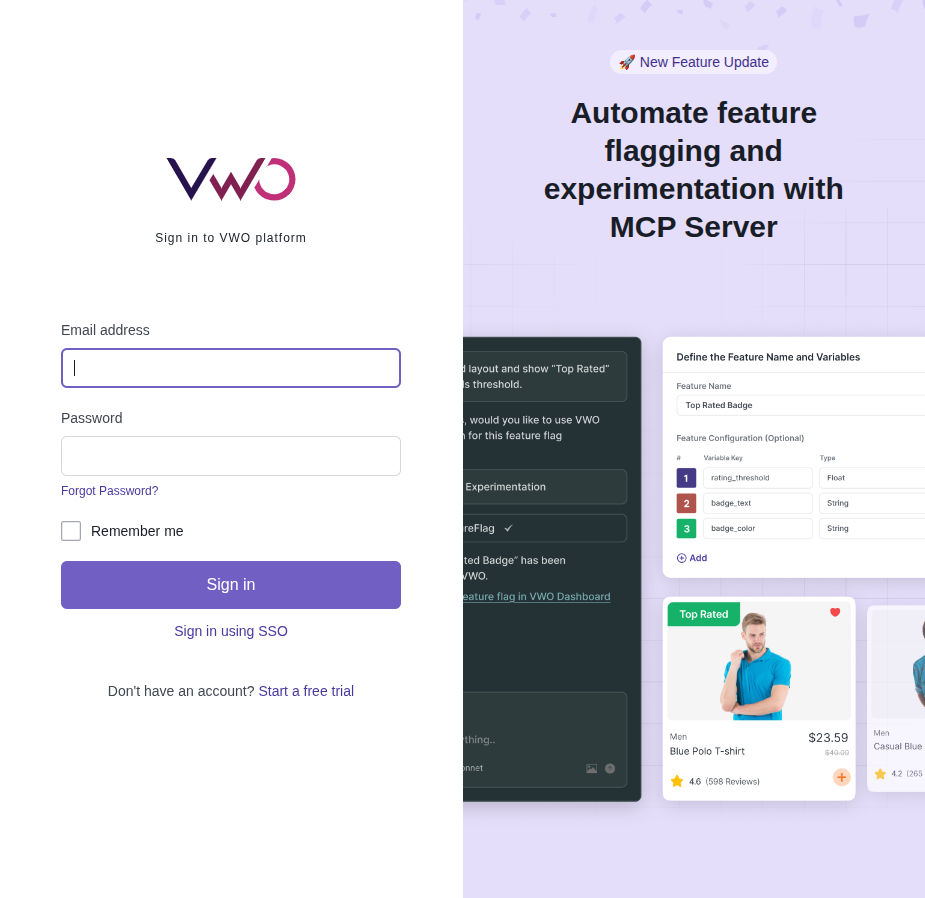 VWO
Sign in to VWO platform
Email address
Password
Forgot Password?
Remember me
Sign in
Sign in using SSO
Don't have an account? Start a free trial
🚀 New Feature Update
Automate feature
flagging and
experimentation with
MCP Server
layout and show “Top Rated”
threshold.
, would you like to use VWO
for this feature flag
Experimentation
reFlag
ted Badge” has been
VWO.
eature flag in VWO Dashboard
ything..
onnet
Define the Feature Name and Variables
Feature Name
Top Rated Badge
Feature Configuration (Optional)
# Variable Key Type
1 rating_threshold Float
2 badge_text String
3 badge_color String
Add
Top Rated
Men
$23.59
Blue Polo T-shirt
$40.00
4.6 (598 Reviews)
Men
Casual Blue
4.2 (265